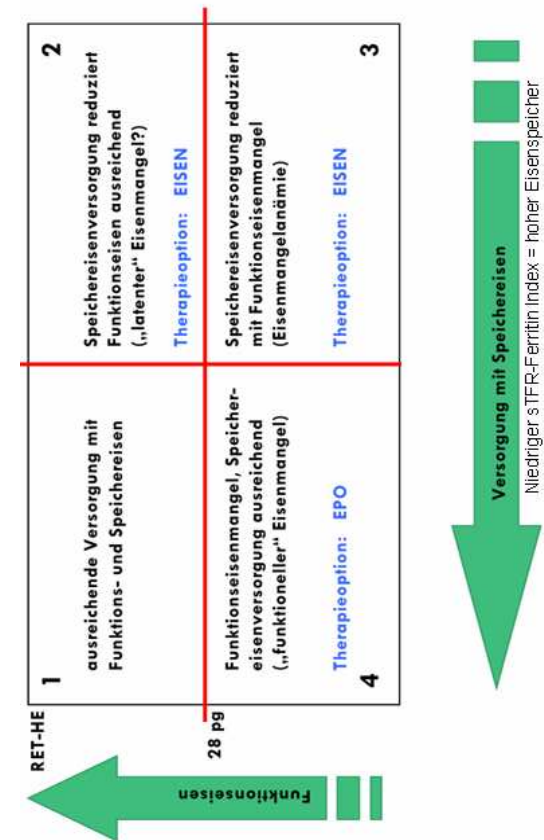 RET-HE
28 pg
Funktionseisen
1
ausreichende Versorgung mit
Funktions- und Speichereisen
2
Speichereisenversorgung reduziert
Funktionseisen ausreichend
(„latenter“ Eisenmangel?)
Therapieoption: EISEN
Funktionseisenmangel, Speicher-
eisenversorgung ausreichend
(„funktioneller“ Eisenmangel)
Therapieoption: EPO
4
Speichereisenversorgung reduziert
mit Funktionseisenmangel
(Eisenmangelanämie)
Therapieoption: EISEN
3
Versorgung mit Speichereisen
Niedriger sTFR-Ferritin Index = hoher Eisenspeicher